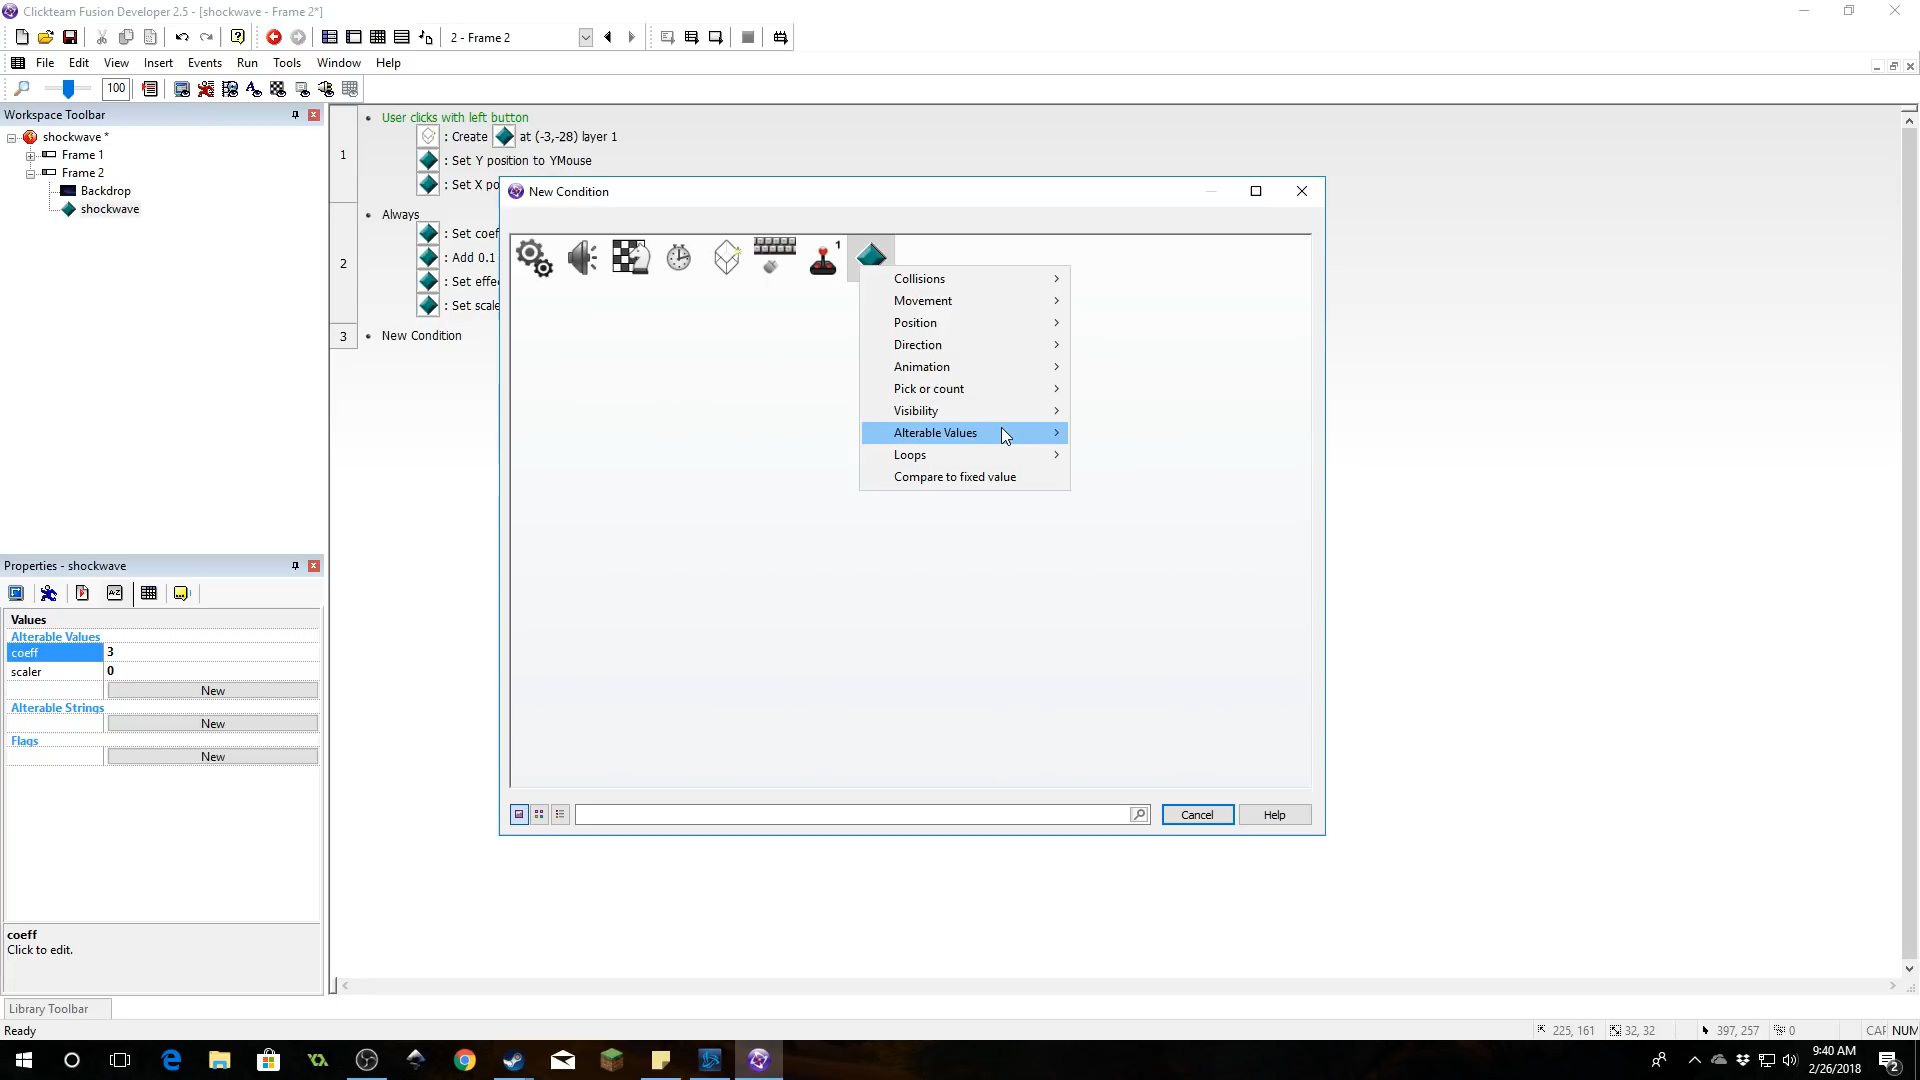 Clickteam Fusion Developer 2.5 - [shockwave - Frame 2*]
2 - Frame 2
File Edit View Insert Events Run Tools Window Help
100
Workspace Toolbar
shockwave *
Frame 1
Frame 2
Backdrop
shockwave
1
• User clicks with left button
: Create at (-3,-28) layer 1
: Set Y position to YMouse
: Set X po
2
• Always
: Set coef
: Add 0.1
: Set effe
: Set scale
3 • New Condition
New Condition
1
Collisions
Movement
Position
Direction
Animation
Pick or count
Visibility
Alterable Values
Loops
Compare to fixed value
Cancel Help
Properties - shockwave
Values
Alterable Values
coeff 3
scaler 0
New
Alterable Strings
New
Flags
New
coeff
Click to edit.
Library Toolbar
Ready
225, 161 32, 32 397, 257 0 CAP NUM
9:40 AM
2/26/2018
2